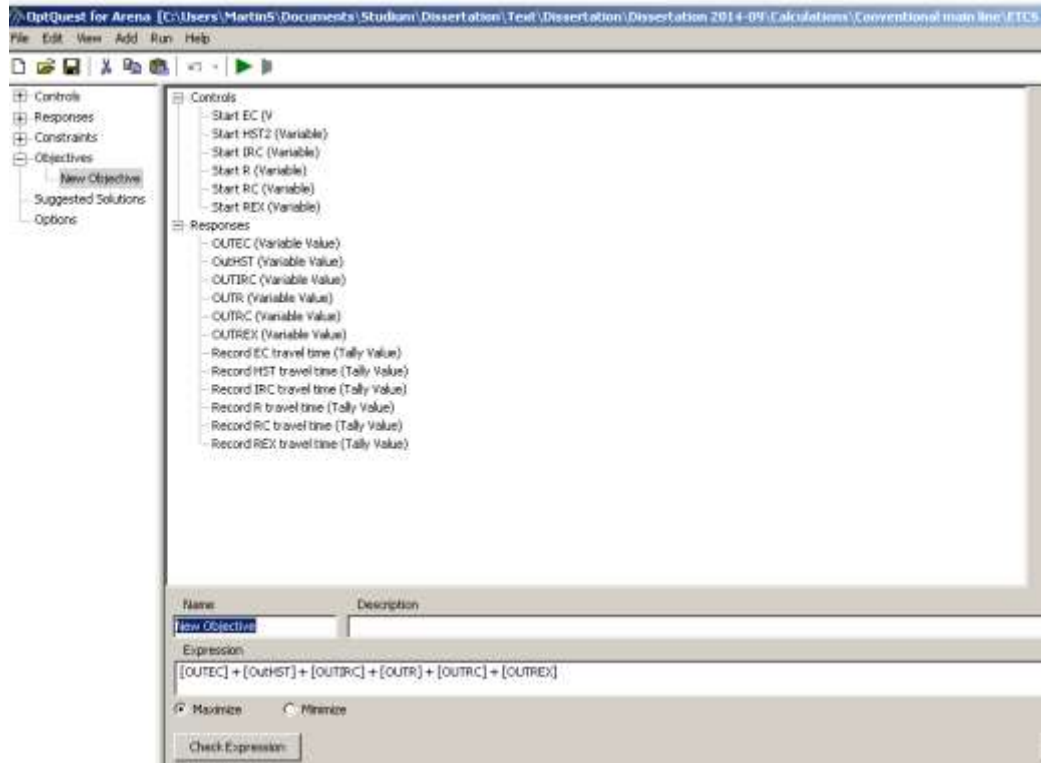 OptQuest for Arena [C:\Users\MartinS\Documents\Studium\Dissertation\Text\Dissertation\Dissertation 2014-09\Calculations\Conventional main line\ETCS
File Edit View Add Run Help
Controls
Responses
Constraints
Objectives
New Objective
Suggested Solutions
Options
Controls
Start EC (V
Start HST2 (Variable)
Start IRC (Variable)
Start R (Variable)
Start RC (Variable)
Start REX (Variable)
Responses
OUTEC (Variable Value)
OutHST (Variable Value)
OUTIRC (Variable Value)
OUTR (Variable Value)
OUTRC (Variable Value)
OUTREX (Variable Value)
Record EC travel time (Tally Value)
Record HST travel time (Tally Value)
Record IRC travel time (Tally Value)
Record R travel time (Tally Value)
Record RC travel time (Tally Value)
Record REX travel time (Tally Value)
Name Description
New Objective
Expression
[OUTEC] + [OutHST] + [OUTIRC] + [OUTR] + [OUTRC] + [OUTREX]
Maximize Minimize
Check Expression